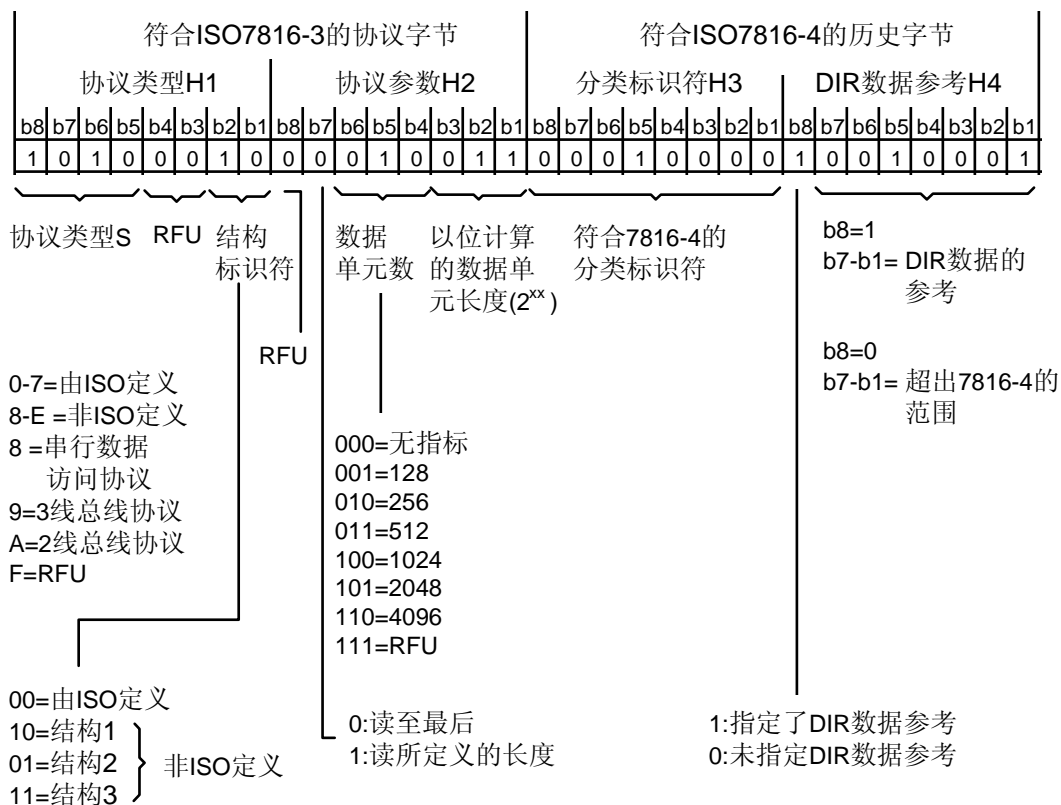 符合ISO7816-3的协议字节 符合ISO7816-4的历史字节
协议类型H1 协议参数H2 分类标识符H3 DIR数据参考H4
b8 b7 b6 b5 b4 b3 b2 b1 b8 b7 b6 b5 b4 b3 b2 b1 b8 b7 b6 b5 b4 b3 b2 b1 b8 b7 b6 b5 b4 b3 b2 b1
1 0 1 0 0 0 1 0 0 0 0 1 0 0 1 1 0 0 0 1 0 0 0 0 1 0 0 1 0 0 0 1
协议类型S RFU 结构
标识符
数据
单元数
以位计算
的数据单
元长度(2^xx)
符合7816-4的
分类标识符
b8=1
b7-b1= DIR数据的
参考
RFU
b8=0
b7-b1= 超出7816-4的
范围
0-7=由ISO定义
8-E =非ISO定义
8 =串行数据
访问协议
9=3线总线协议
A=2线总线协议
F=RFU
000=无指标
001=128
010=256
011=512
100=1024
101=2048
110=4096
111=RFU
00=由ISO定义
10=结构1
01=结构2
11=结构3
非ISO定义
0:读至最后
1:读所定义的长度
1:指定了DIR数据参考
0:未指定DIR数据参考